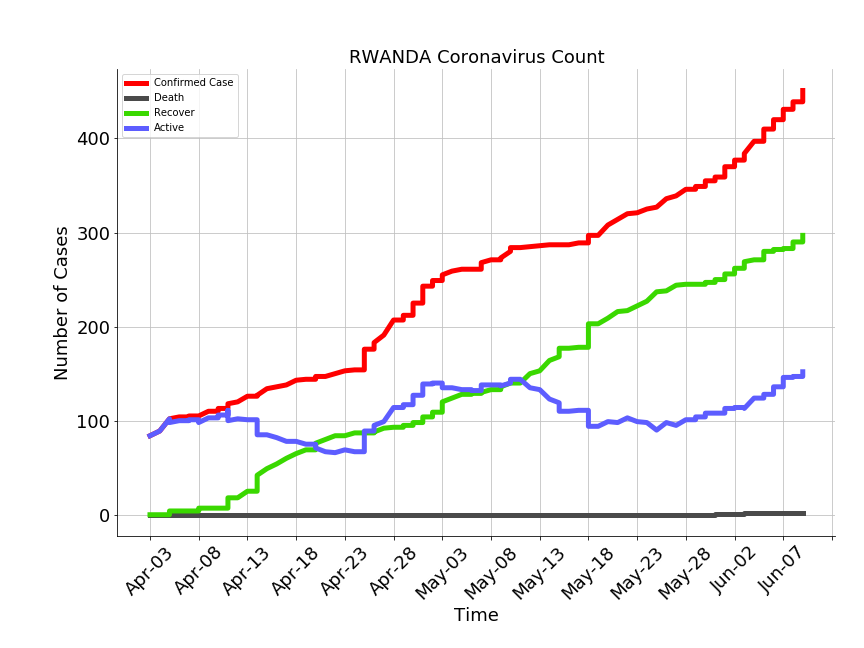 RWANDA Coronavirus Count
Confirmed Case
Death
Recover
Active
Number of Cases
400
300
200
100
0
Apr-03
Apr-08
Apr-13
Apr-18
Apr-23
Apr-28
May-03
May-08
May-13
May-18
May-23
May-28
Jun-02
Jun-07
Time